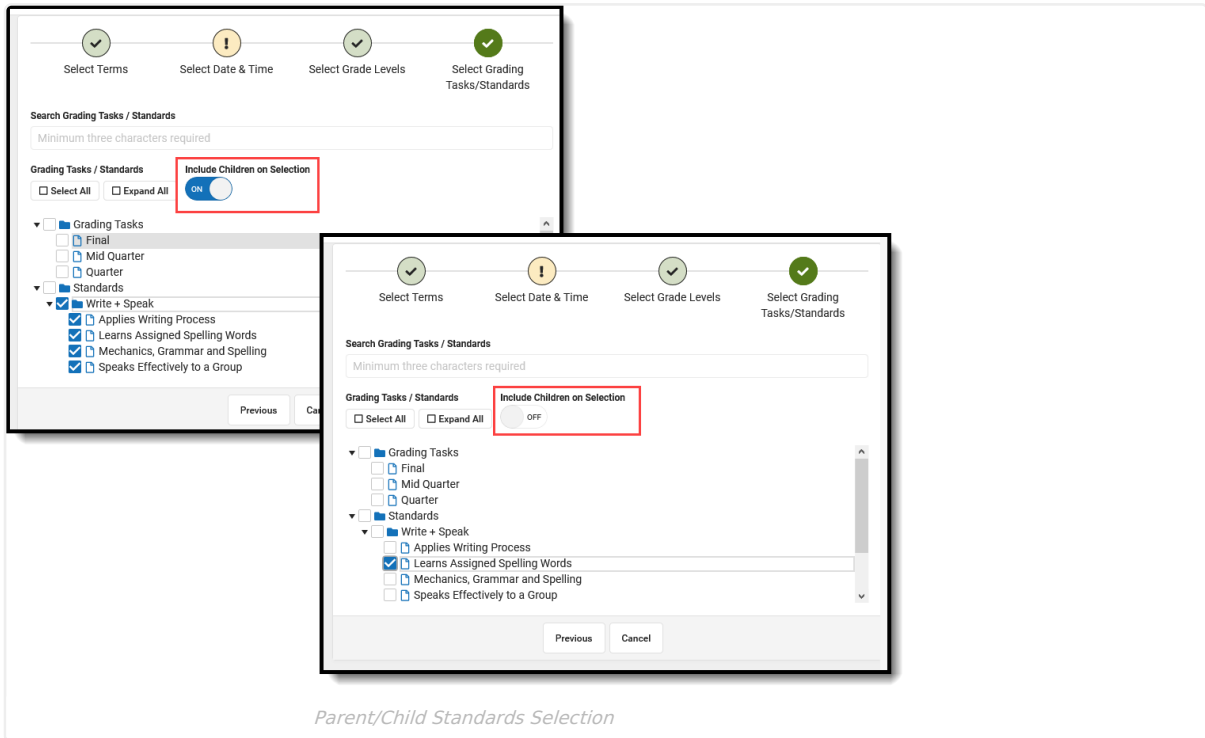 Select Terms
Select Date & Time
Select Grade Levels
Select Grading
Tasks/Standards
Search Grading Tasks / Standards
Minimum three characters required
Grading Tasks / Standards
Include Children on Selection
Select All
Expand All
ON
Grading Tasks
Final
Mid Quarter
Quarter
Standards
Write + Speak
Applies Writing Process
Learns Assigned Spelling Words
Mechanics, Grammar and Spelling
Speaks Effectively to a Group
Previous
Select Terms
Select Date & Time
Select Grade Levels
Select Grading
Tasks/Standards
Search Grading Tasks / Standards
Minimum three characters required
Grading Tasks / Standards
Include Children on Selection
Select All
Expand All
OFF
Grading Tasks
Final
Mid Quarter
Quarter
Standards
Write + Speak
Applies Writing Process
Learns Assigned Spelling Words
Mechanics, Grammar and Spelling
Speaks Effectively to a Group
Previous
Cancel
Parent/Child Standards Selection